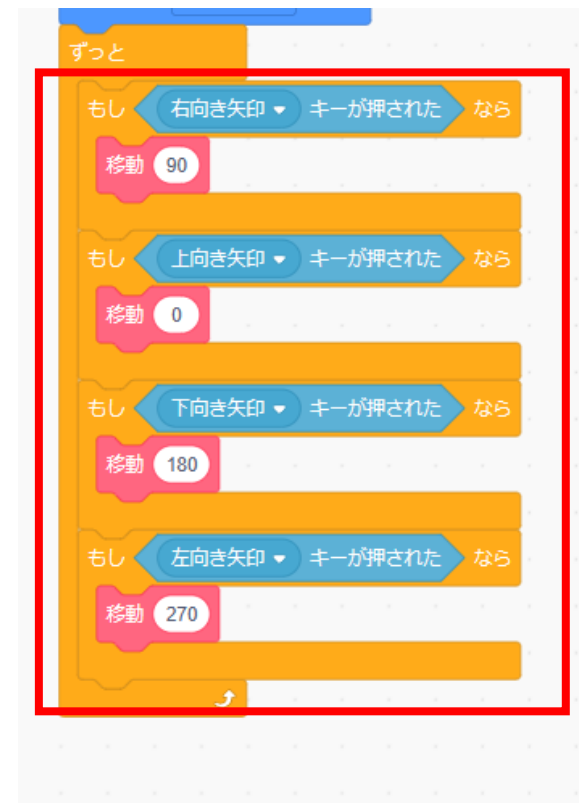 ずっと
もし 右向き矢印 キーが押された なら
移動 90
もし 上向き矢印 キーが押された なら
移動 0
もし 下向き矢印 キーが押された なら
移動 180
もし 左向き矢印 キーが押された なら
移動 270